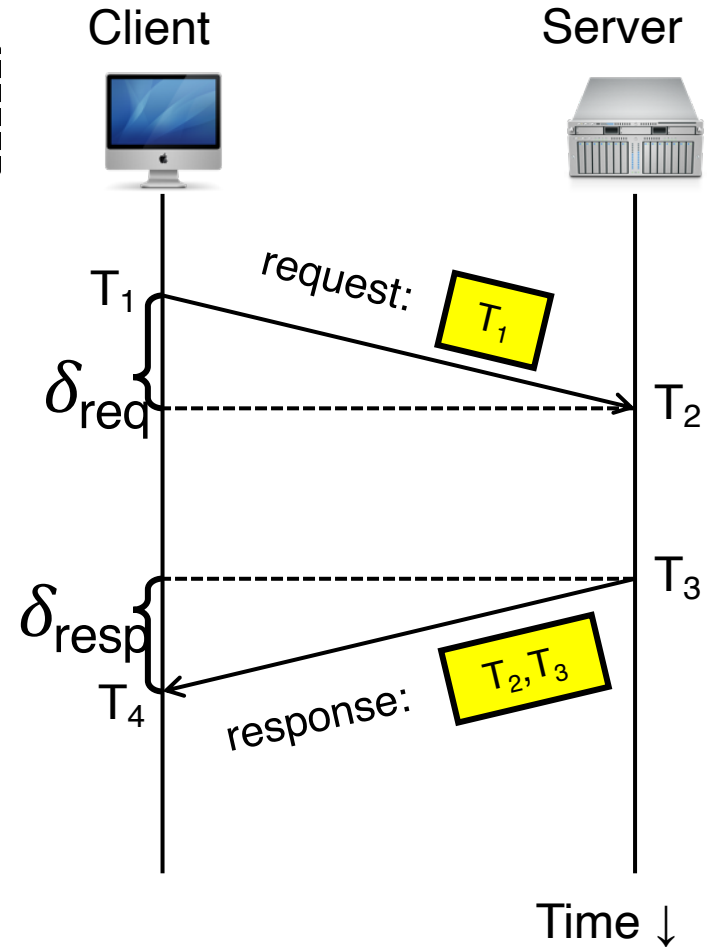 Client
Server
request:
T₁
T₁
δreq
T₂
T₃
δresp
T₂,T₃
T₄
response:
Time ↓